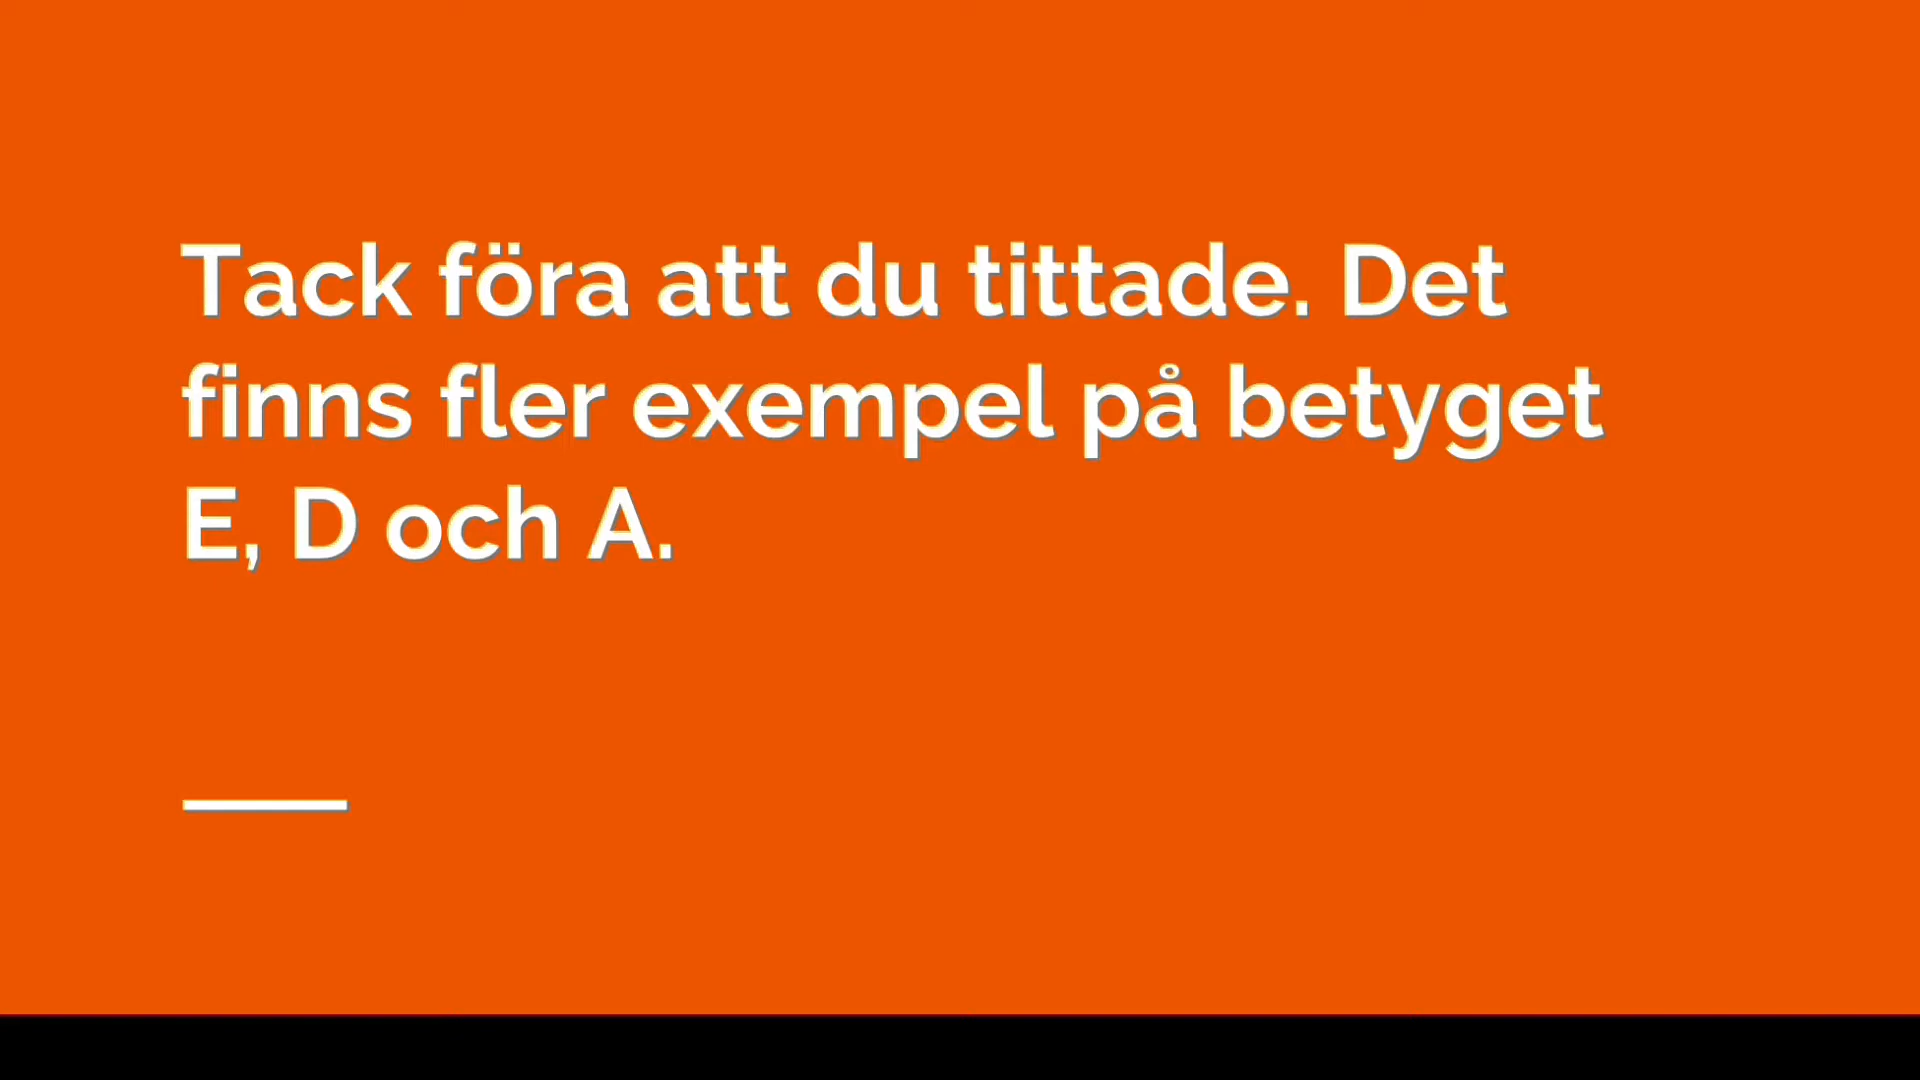 Tack föra att du tittade. Det
finns fler exempel på betyget
E, D och A.